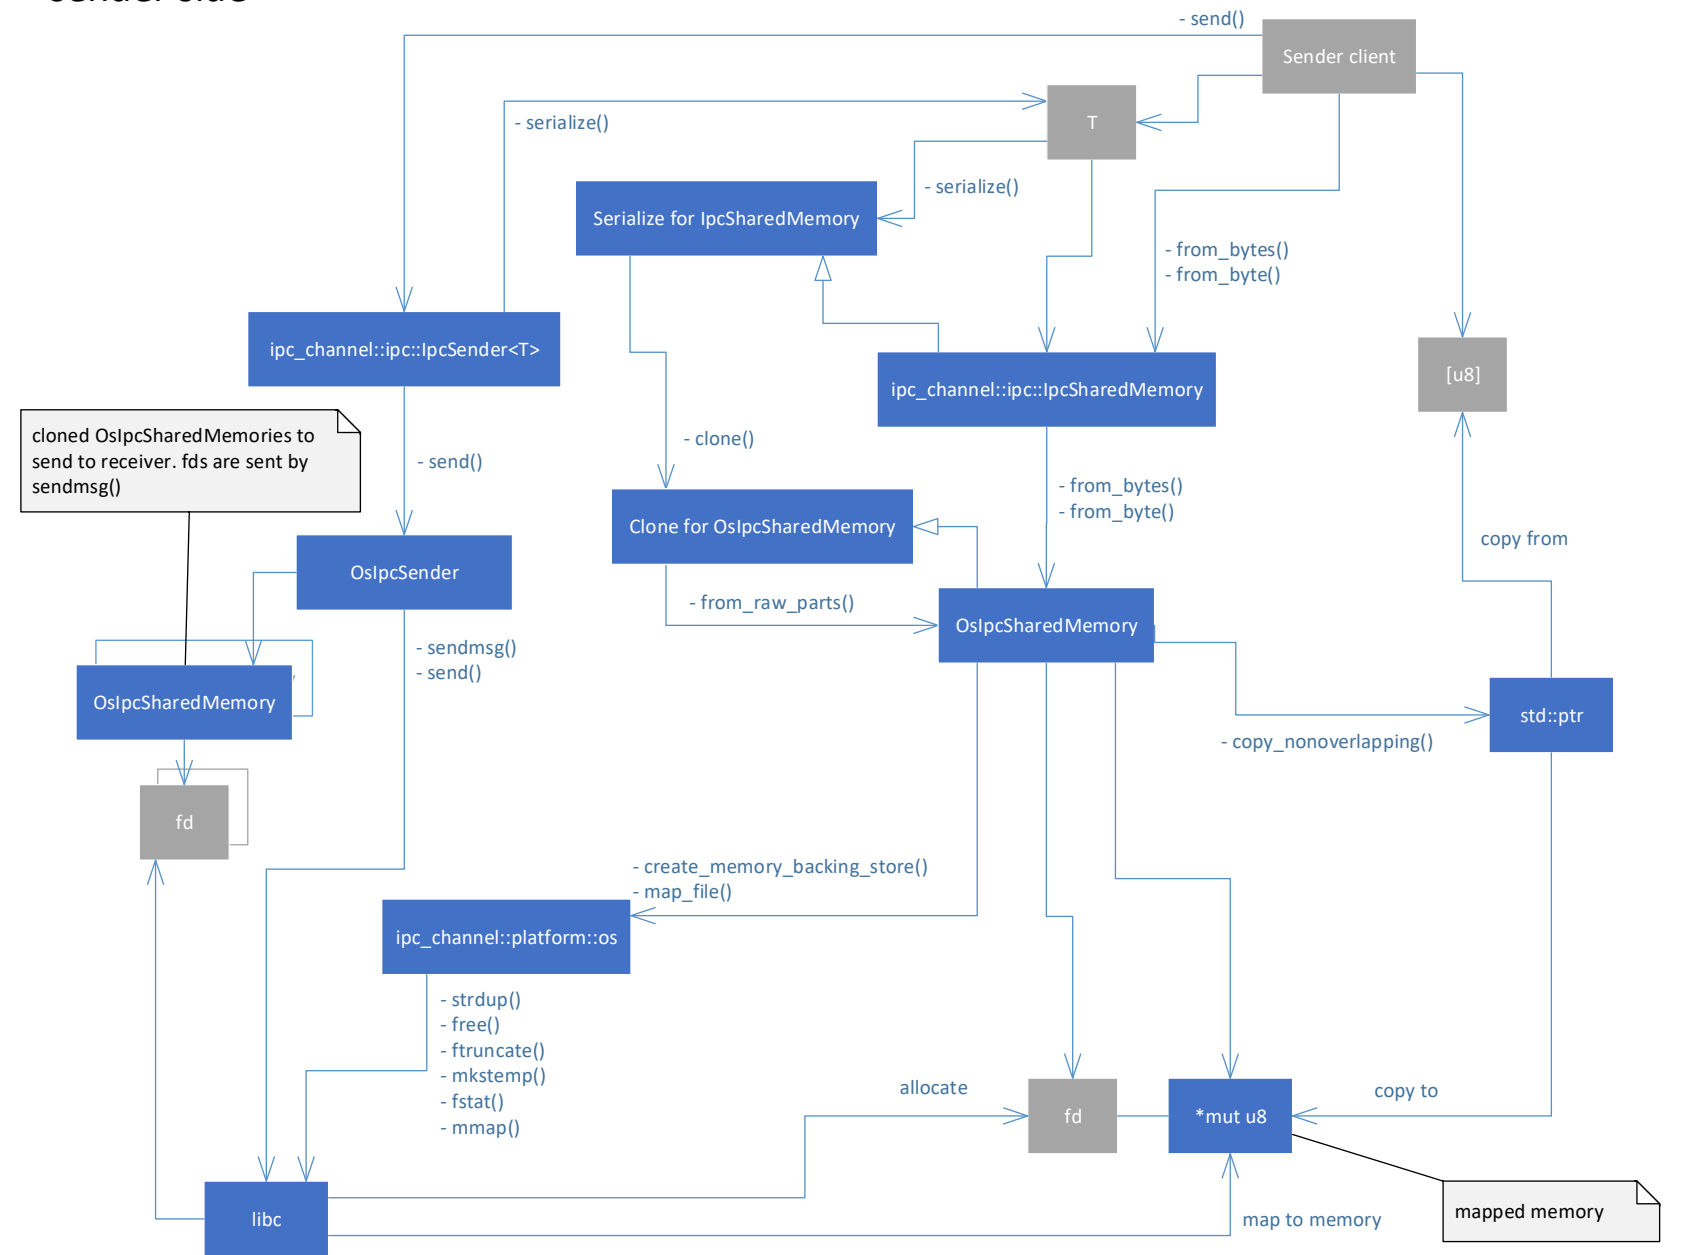 - send()
Sender client
- serialize()
T
- serialize()
Serialize for IpcSharedMemory
- from_bytes()
- from_byte()
ipc_channel::ipc::IpcSender<T>
ipc_channel::ipc::IpcSharedMemory
[u8]
cloned OsIpcSharedMemories to
send to receiver. fds are sent by
sendmsg()
- clone()
- send()
- from_bytes()
- from_byte()
Clone for OsIpcSharedMemory
copy from
OsIpcSender
- from_raw_parts()
OsIpcSharedMemory
- sendmsg()
- send()
OsIpcSharedMemory
std::ptr
- copy_nonoverlapping()
fd
- create_memory_backing_store()
- map_file()
ipc_channel::platform::os
- strdup()
- free()
- ftruncate()
- mkstemp()
- fstat()
- mmap()
allocate
fd
*mut u8
copy to
libc
map to memory
mapped memory